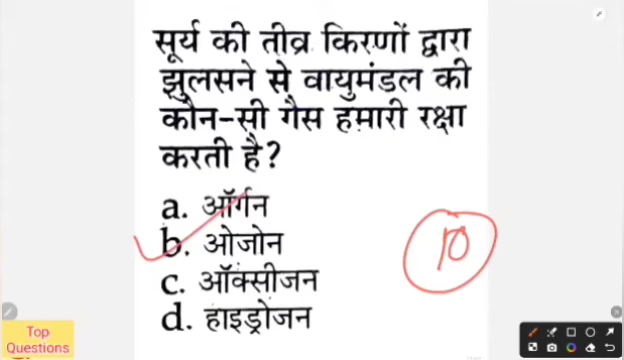 सूर्य की तीव्र किरणों द्वारा
झुलसने से वायुमंडल की
कौन-सी गैस हमारी रक्षा
करती है?
a. ऑर्गन
b. ओजोन
c. ऑक्सीजन
d. हाइड्रोजन
10
Top
Questions